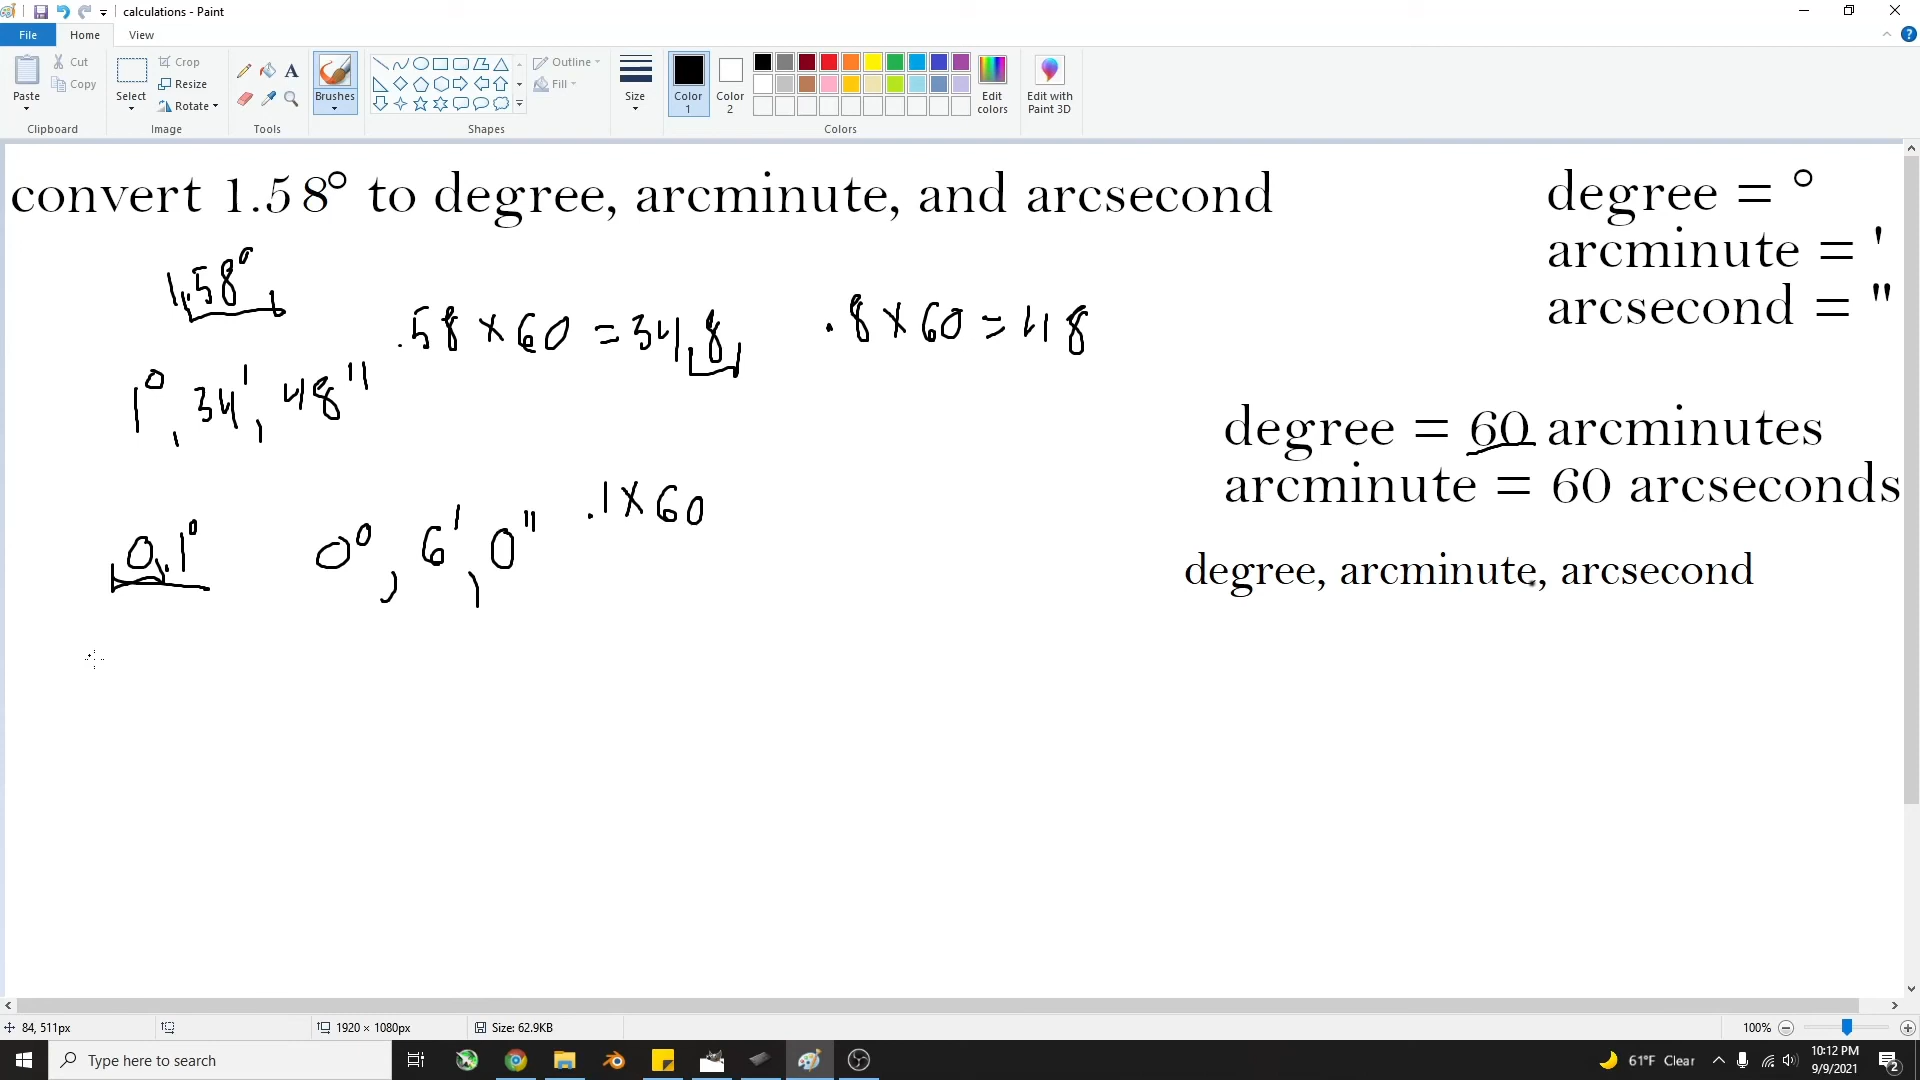 calculations - Paint
File Home View
Paste Cut Copy Clipboard
Select Crop Resize Rotate Image
Tools
Brushes
Outline Fill Shapes
Size
Color 1 Color 2 Edit colors Colors
Edit with Paint 3D
convert 1.58° to degree, arcminute, and arcsecond
degree = °
arcminute = '
arcsecond = "
1.58°
.58 × 60 = 34.8
.8 × 60 = 48
1°, 34', 48"
degree = 60 arcminutes
arcminute = 60 arcseconds
0.1°
0°, 6', 0"
.1 × 60
degree, arcminute, arcsecond
84, 511px
1920 × 1080px
Size: 62.9KB
100%
Type here to search
61°F Clear
10:12 PM
9/9/2021
2